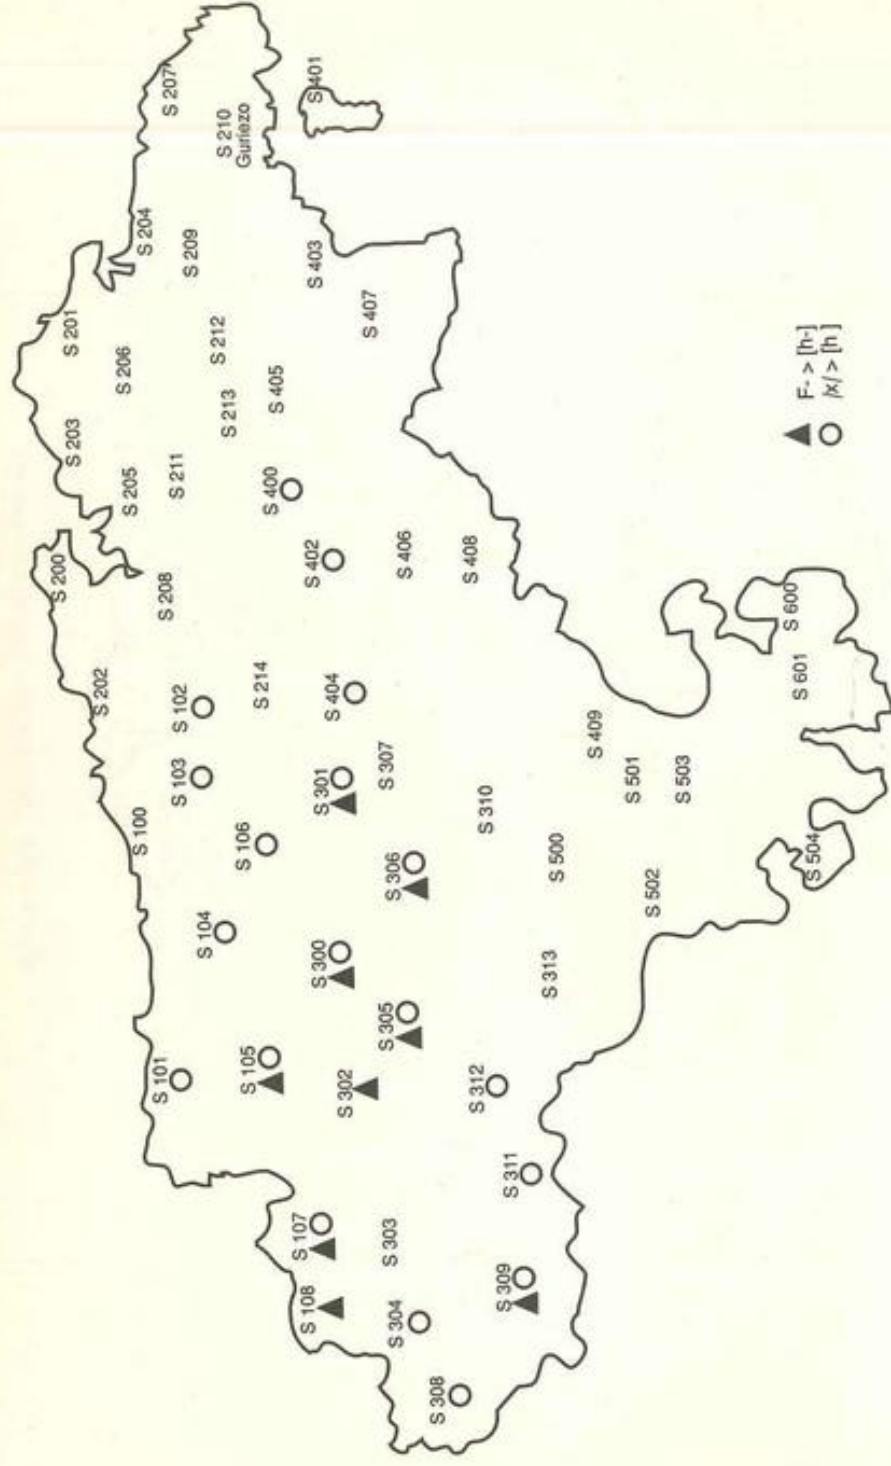 S 207
S 210
Guriezo
S 401
S 204
S 209
S 403
S 201
S 206
S 212
S 407
S 203
S 213
S 405
S 205
S 211
S 400
S 200
S 208
S 402
S 406
S 408
S 202
S 102
S 214
S 404
S 409
S 600
S 601
S 103
S 301
S 307
S 501
S 503
S 100
S 106
S 306
S 310
S 500
S 502
S 504
S 104
S 300
S 305
S 313
S 101
S 105
S 302
S 312
S 107
S 303
S 311
S 108
S 304
S 309
S 308
F- > [h-]
/x/ > [h]